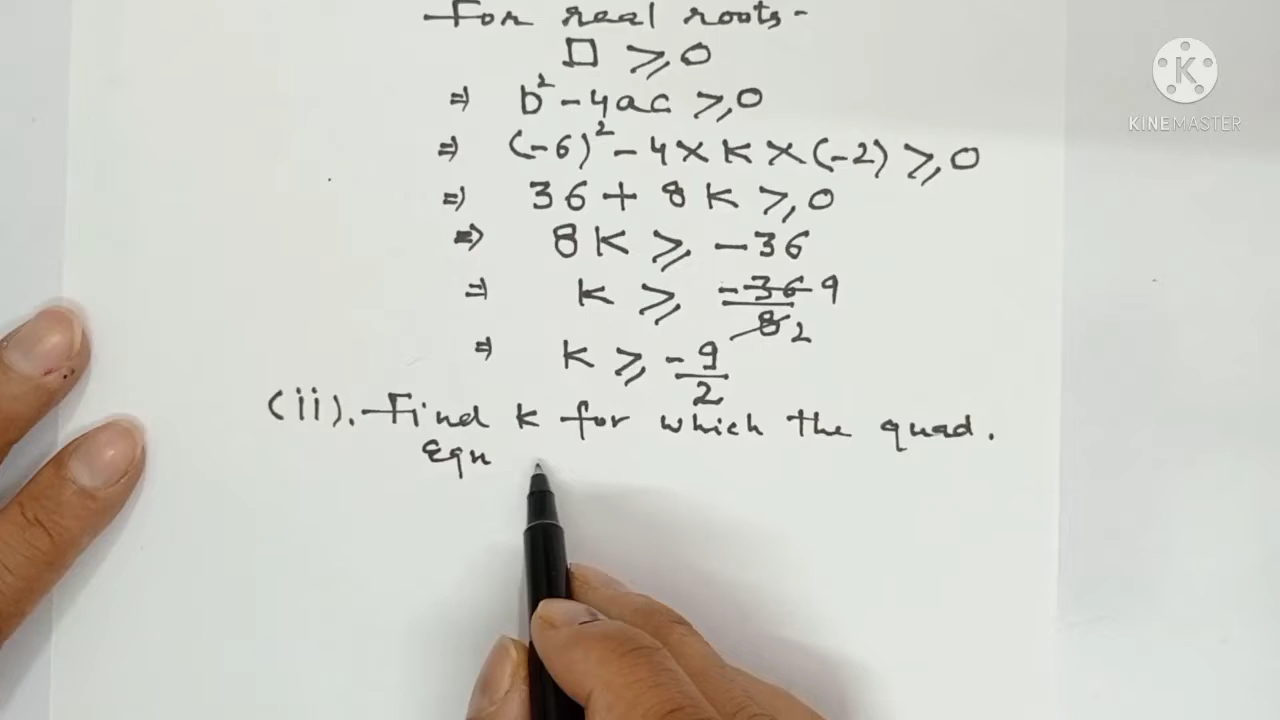 For real roots-
□ ≥ 0
⇒ b² - 4ac ≥ 0
⇒ (-6)² - 4 × K × (-2) ≥ 0
⇒ 36 + 8K ≥ 0
⇒ 8K ≥ -36
⇒ K ≥ -36/8 9 2
⇒ K ≥ -9/2
(ii). Find K for which the quad.
Eqn
K
KINEMASTER